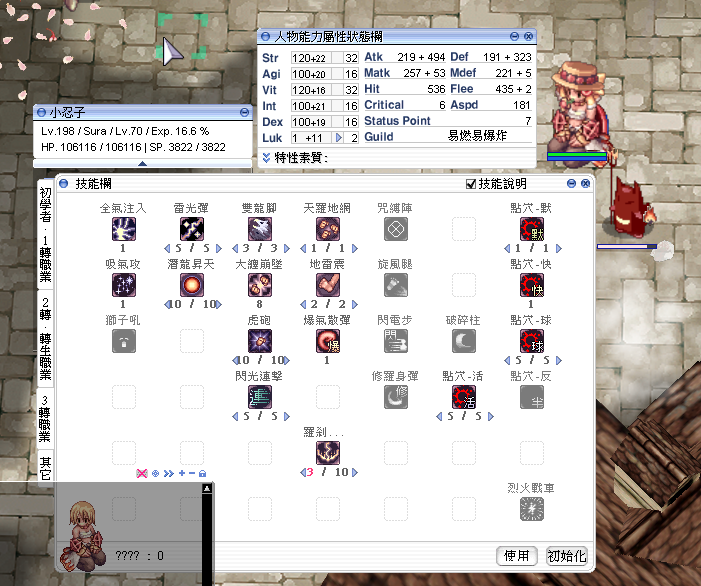 人物能力屬性狀態欄
Str 120+22 32 Atk 219 + 494 Def 191 + 323
Agi 100+20 16 Matk 257 + 53 Mdef 221 + 5
Vit 120+16 32 Hit 536 Flee 435 + 2
Int 100+21 16 Critical 6 Aspd 181
Dex 100+19 16 Status Point 7
Luk 1 +11 2 Guild 易燃易爆炸
特性素質:
小忍子
Lv.198 / Sura / Lv.70 / Exp. 16.6 %
HP. 106116 / 106116 | SP. 3822 / 3822
技能欄 技能說明
初學者·1轉職業
2轉·轉生職業
3轉職業
其它
全氣注入 雷光彈 雙龍腳 天羅地網 咒縛陣 點穴-默
默
1 5 / 5 3 / 3 1 / 1 1 / 1
吸氣攻 潛龍昇天 大纏崩墜 地雷震 旋風腿 點穴-快
快
1 10 / 10 8 2 / 2 1
獅子吼 虎砲 爆氣散彈 閃電步 破碎柱 點穴-球
爆 閃 球
10 / 10 1 5 / 5
閃光連擊 修羅身彈 點穴-活 點穴-反
連 修 活 半
5 / 5 5 / 5
羅剎...
3 / 10
烈火戰車
???? : 0
使用 初始化